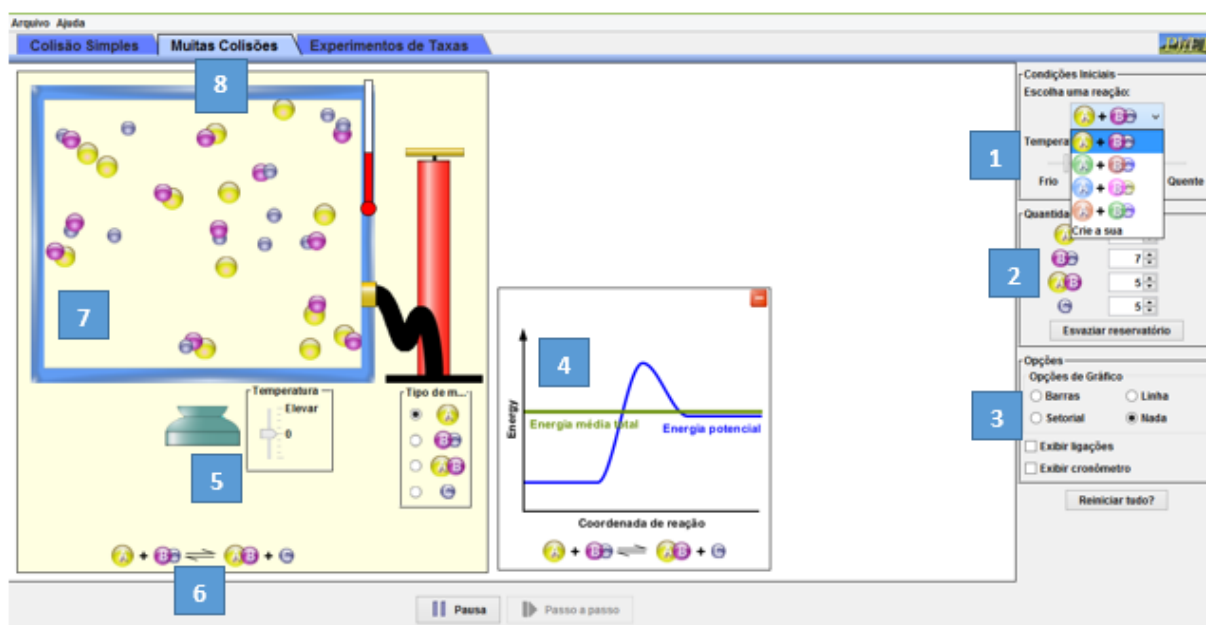 Arquivo Ajuda
Colisão Simples
Muitas Colisões
Experimentos de Taxas
8
7
Temperatura
Elevar
0
5
Tipo de m...
A
B C
A B
C
A + B C ⇌ A B + C
6
4
Energy
Energia média total
Energia potencial
Coordenada de reação
A + B C ⇌ A B + C
Pausa
Passo a passo
Condições Iniciais
Escolha uma reação:
A + B C
1
Tempera
A + B C
A + B C
A + B C
A + B C
Crie a sua
Frio
Quente
Quantida
2
A
B C 7
A B 5
C 5
Esvaziar reservatório
Opções
Opções de Gráfico
3
Barras
Linha
Setorial
Nada
Exibir ligações
Exibir cronômetro
Reiniciar tudo?